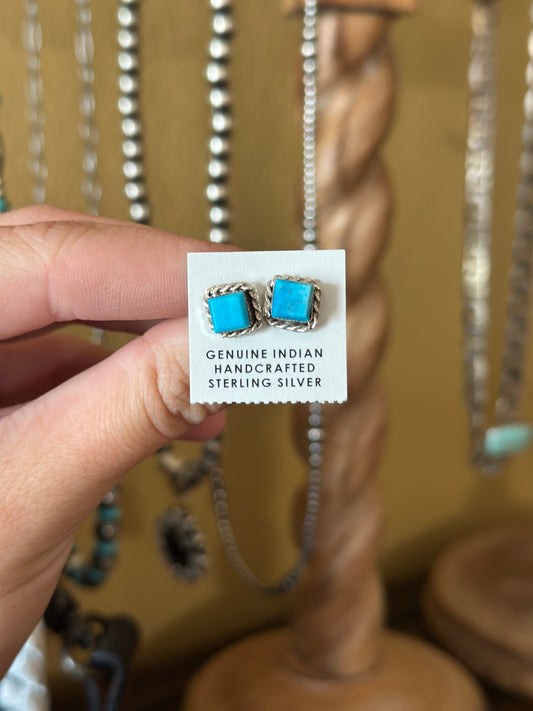 GENUINE INDIAN
HANDCRAFTED
STERLING SILVER